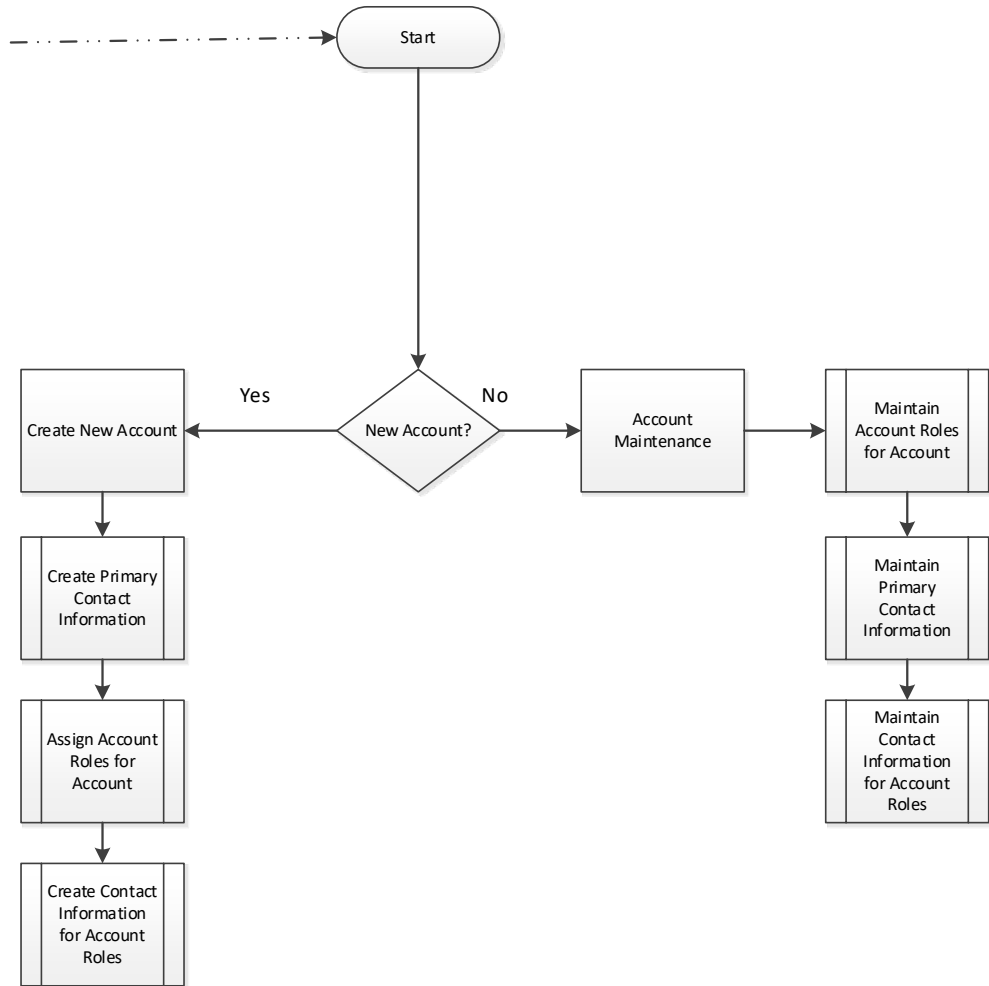 Start
Yes
No
Create New Account
New Account?
Account
Maintenance
Maintain
Account Roles
for Account
Create Primary
Contact
Information
Maintain
Primary
Contact
Information
Assign Account
Roles for
Account
Maintain
Contact
Information
for Account
Roles
Create Contact
Information
for Account
Roles